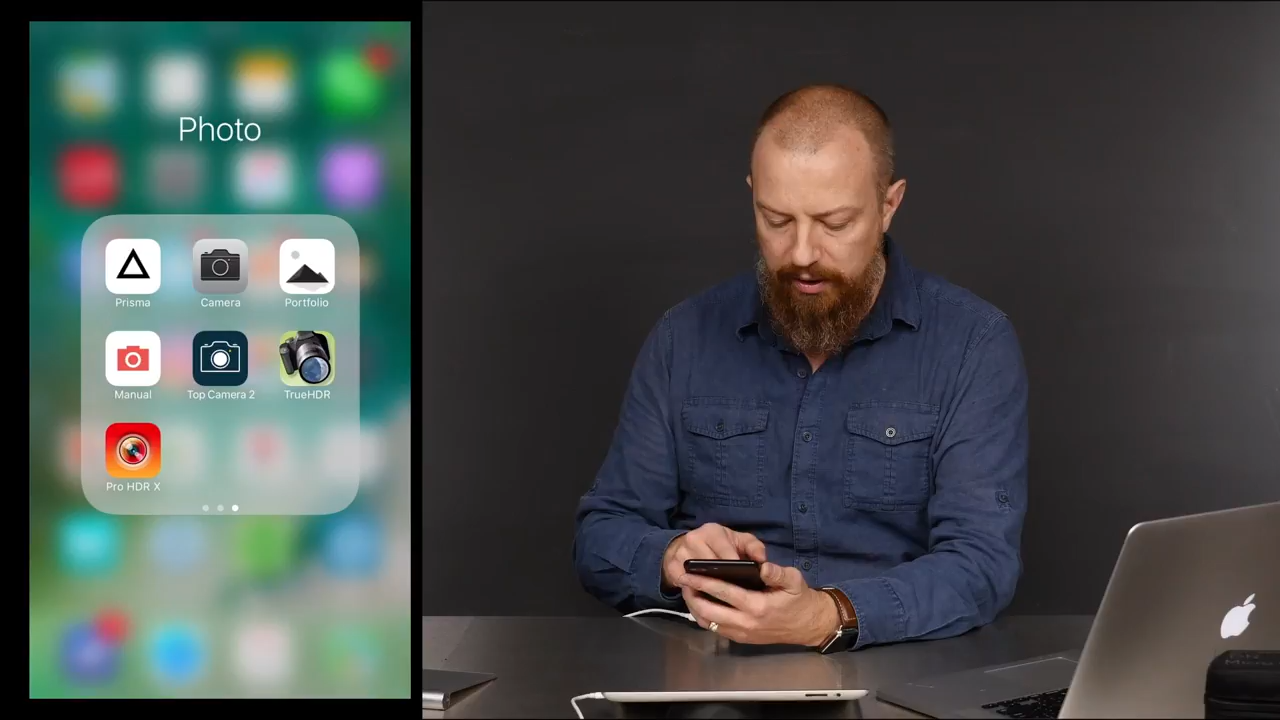 Photo
Prisma
Camera
Portfolio
Manual
Top Camera 2
TrueHDR
Pro HDR X